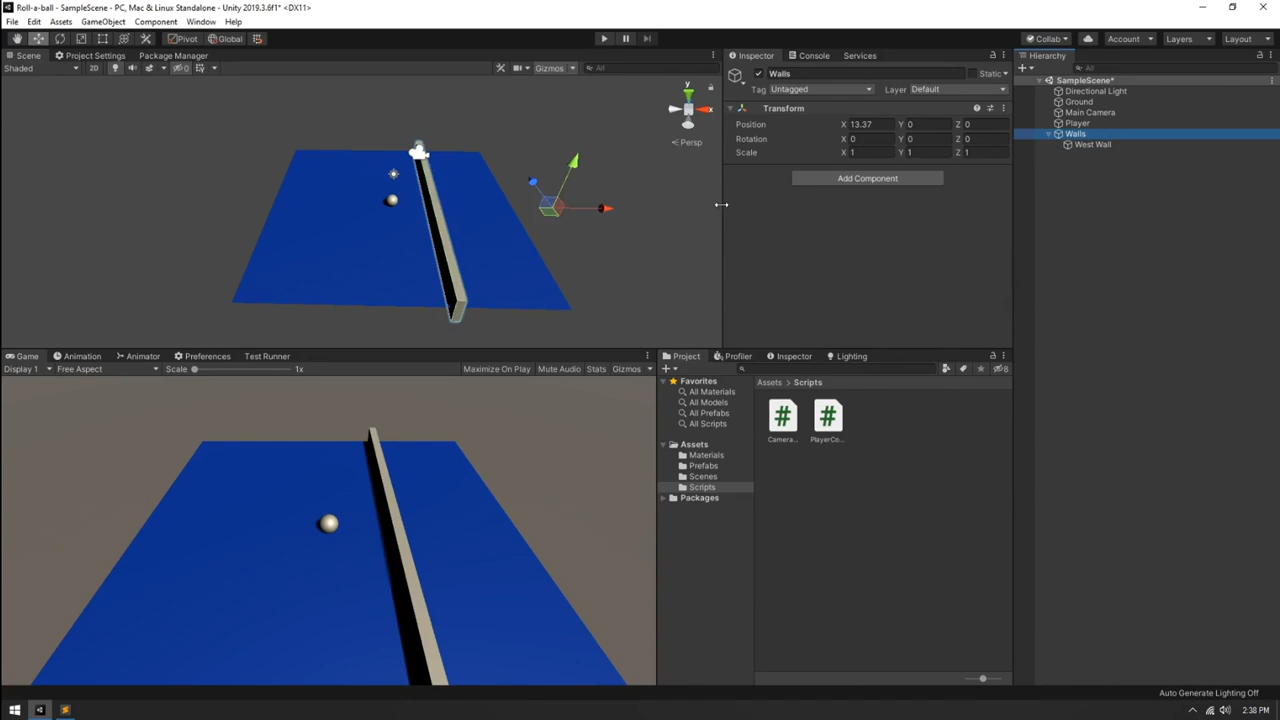 Roll-a-ball - SampleScene - PC, Mac & Linux Standalone - Unity 2019.3.6f1* <DX11>
File Edit Assets GameObject Component Window Help
Pivot Global Collab Account Layers Layout
Scene Project Settings Package Manager
Shaded 2D 0 Gizmos All
y
x
Persp
Inspector Console Services
Walls Static
Tag Untagged Layer Default
Transform
Position X 13.37 Y 0 Z 0
Rotation X 0 Y 0 Z 0
Scale X 1 Y 1 Z 1
Add Component
Hierarchy
All
SampleScene*
Directional Light
Ground
Main Camera
Player
Walls
West Wall
Game Animation Animator Preferences Test Runner
Display 1 Free Aspect Scale 1x Maximize On Play Mute Audio Stats Gizmos
Project Profiler Inspector Lighting
8
Favorites
All Materials
All Models
All Prefabs
All Scripts
Assets
Materials
Prefabs
Scenes
Scripts
Packages
Assets > Scripts
#
#
Camera...
PlayerCo...
Auto Generate Lighting Off
2:38 PM